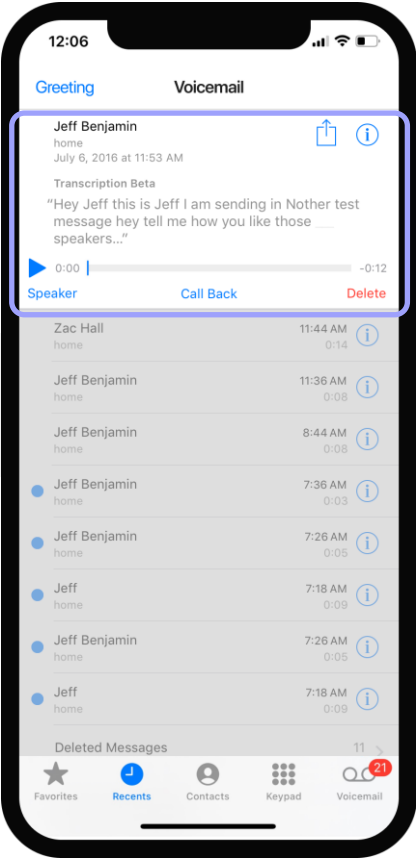 12:06
Greeting Voicemail
Jeff Benjamin
home
July 6, 2016 at 11:53 AM
Transcription Beta
“Hey Jeff this is Jeff I am sending in Nother test
message hey tell me how you like those ___
speakers...”
0:00 -0:12
Speaker Call Back Delete
Zac Hall 11:44 AM
home 0:14
Jeff Benjamin 11:36 AM
home 0:08
Jeff Benjamin 8:44 AM
home 0:08
Jeff Benjamin 7:36 AM
home 0:03
Jeff Benjamin 7:26 AM
home 0:05
Jeff 7:18 AM
home 0:09
Jeff Benjamin 7:26 AM
home 0:05
Jeff 7:18 AM
home 0:09
Deleted Messages 11
21
Favorites Recents Contacts Keypad Voicemail